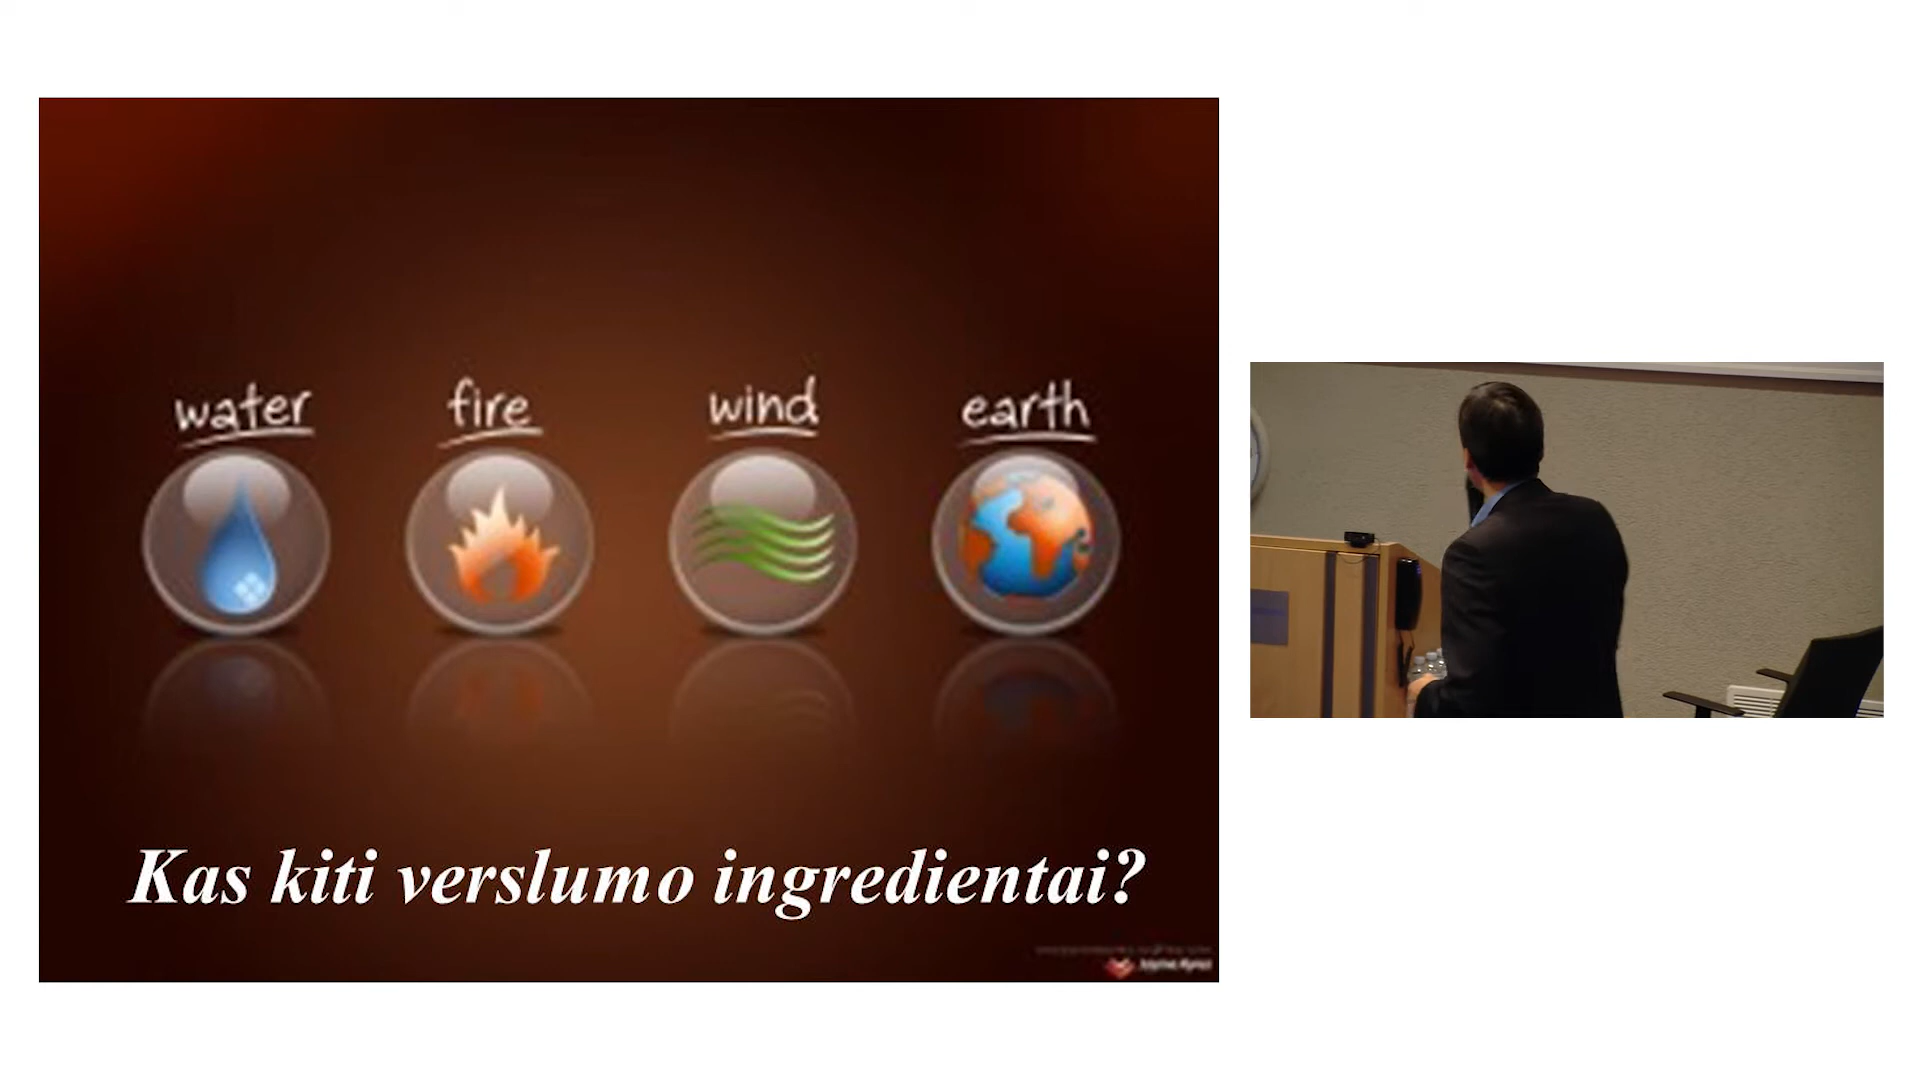 water
fire
wind
earth
Kas kiti verslumo ingredientai?